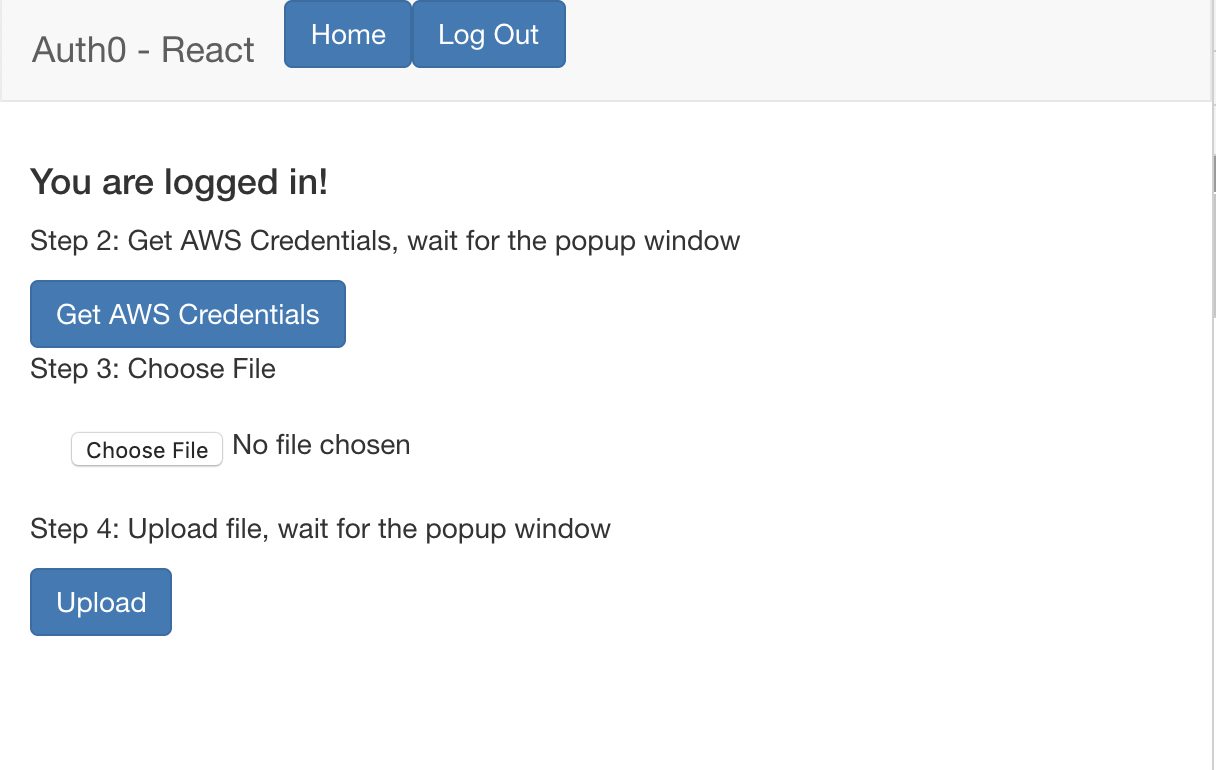 Auth0 - React Home Log Out
You are logged in!
Step 2: Get AWS Credentials, wait for the popup window
Get AWS Credentials
Step 3: Choose File
Choose File No file chosen
Step 4: Upload file, wait for the popup window
Upload